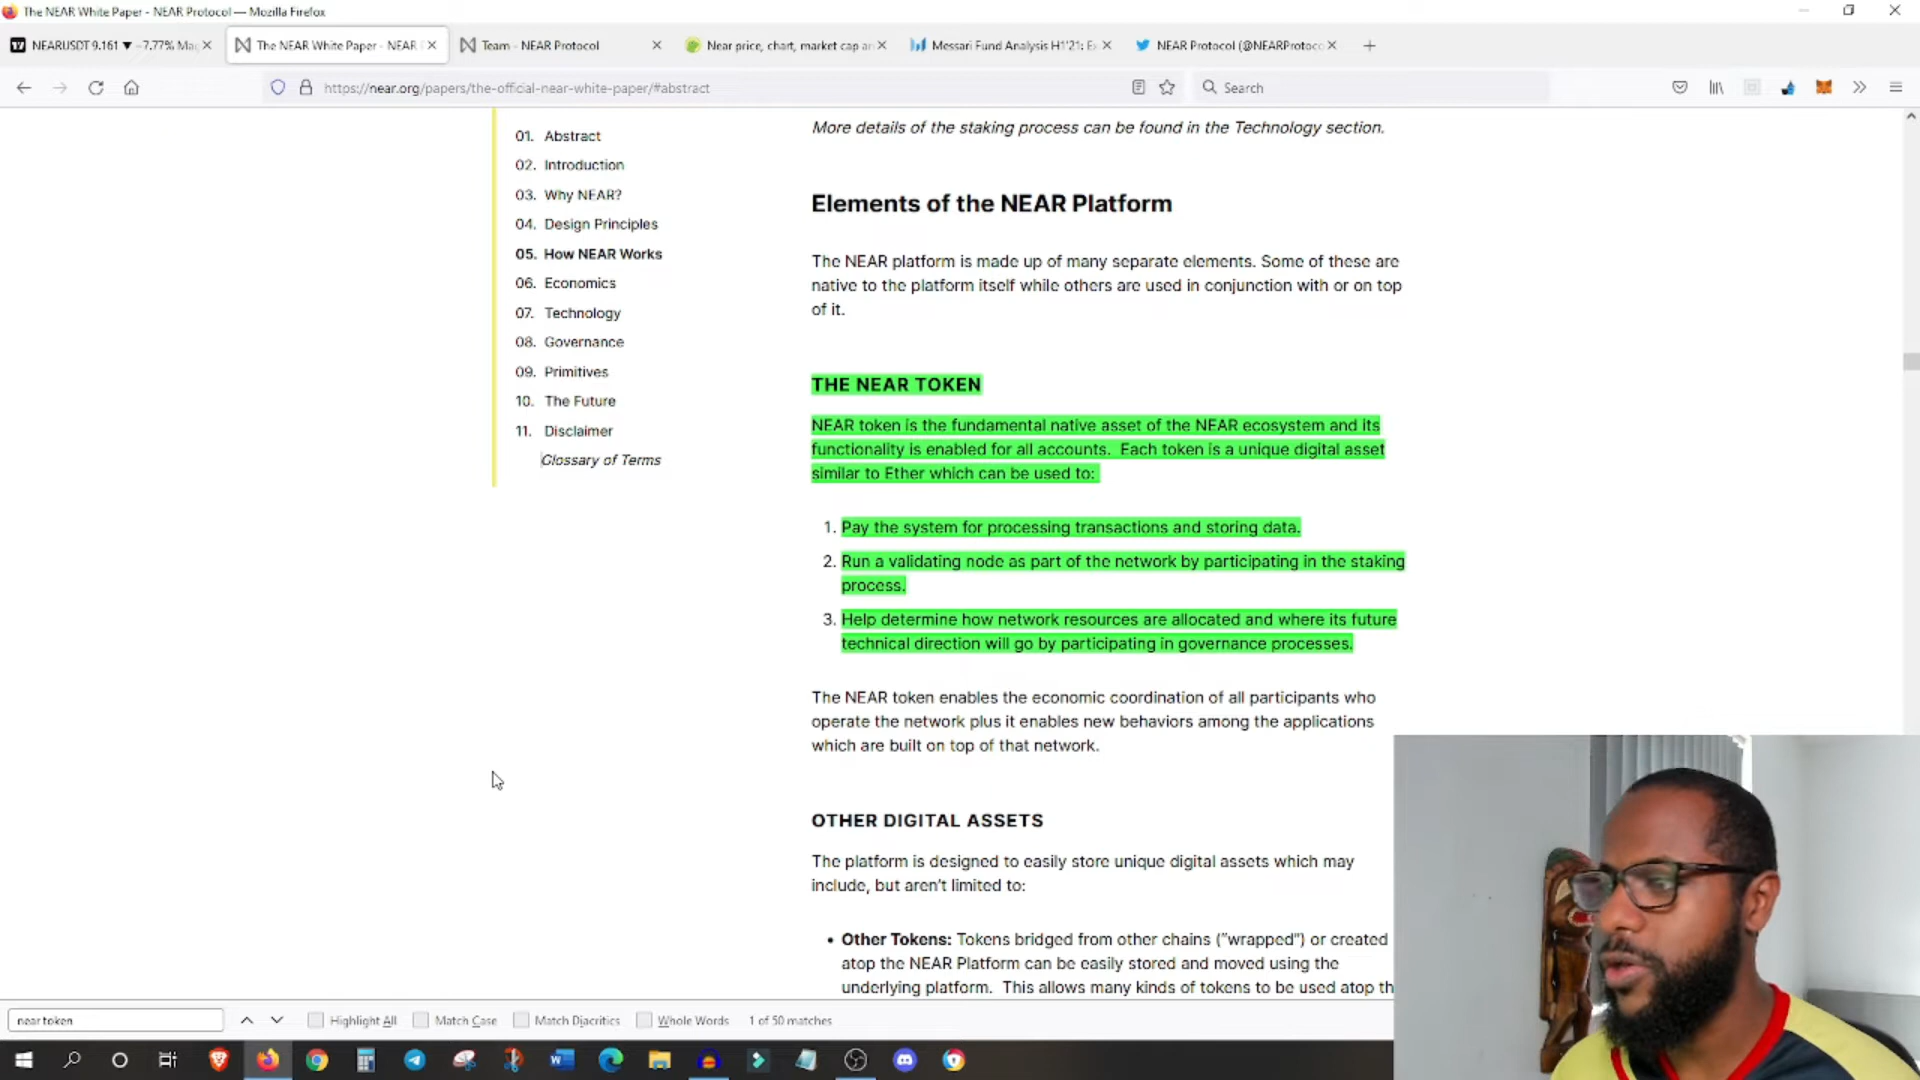 The NEAR White Paper - NEAR Protocol — Mozilla Firefox
NEARUSDT 9.161 ▼ −7.77%
The NEAR White Paper - NEAR
Team - NEAR Protocol
Near price, chart, market cap
Messari Fund Analysis H1'21:
NEAR Protocol (@NEARProtoco
https://near.org/papers/the-official-near-white-paper/#abstract
Search
01. Abstract
02. Introduction
03. Why NEAR?
04. Design Principles
05. How NEAR Works
06. Economics
07. Technology
08. Governance
09. Primitives
10. The Future
11. Disclaimer
Glossary of Terms
More details of the staking process can be found in the Technology section.
Elements of the NEAR Platform
The NEAR platform is made up of many separate elements. Some of these are
native to the platform itself while others are used in conjunction with or on top
of it.
THE NEAR TOKEN
NEAR token is the fundamental native asset of the NEAR ecosystem and its
functionality is enabled for all accounts. Each token is a unique digital asset
similar to Ether which can be used to:
1. Pay the system for processing transactions and storing data.
2. Run a validating node as part of the network by participating in the staking
process.
3. Help determine how network resources are allocated and where its future
technical direction will go by participating in governance processes.
The NEAR token enables the economic coordination of all participants who
operate the network plus it enables new behaviors among the applications
which are built on top of that network.
OTHER DIGITAL ASSETS
The platform is designed to easily store unique digital assets which may
include, but aren't limited to:
• Other Tokens: Tokens bridged from other chains ("wrapped") or created
atop the NEAR Platform can be easily stored and moved using the
underlying platform. This allows many kinds of tokens to be used atop th
near token
Highlight All
Match Case
Match Diacritics
Whole Words
1 of 50 matches